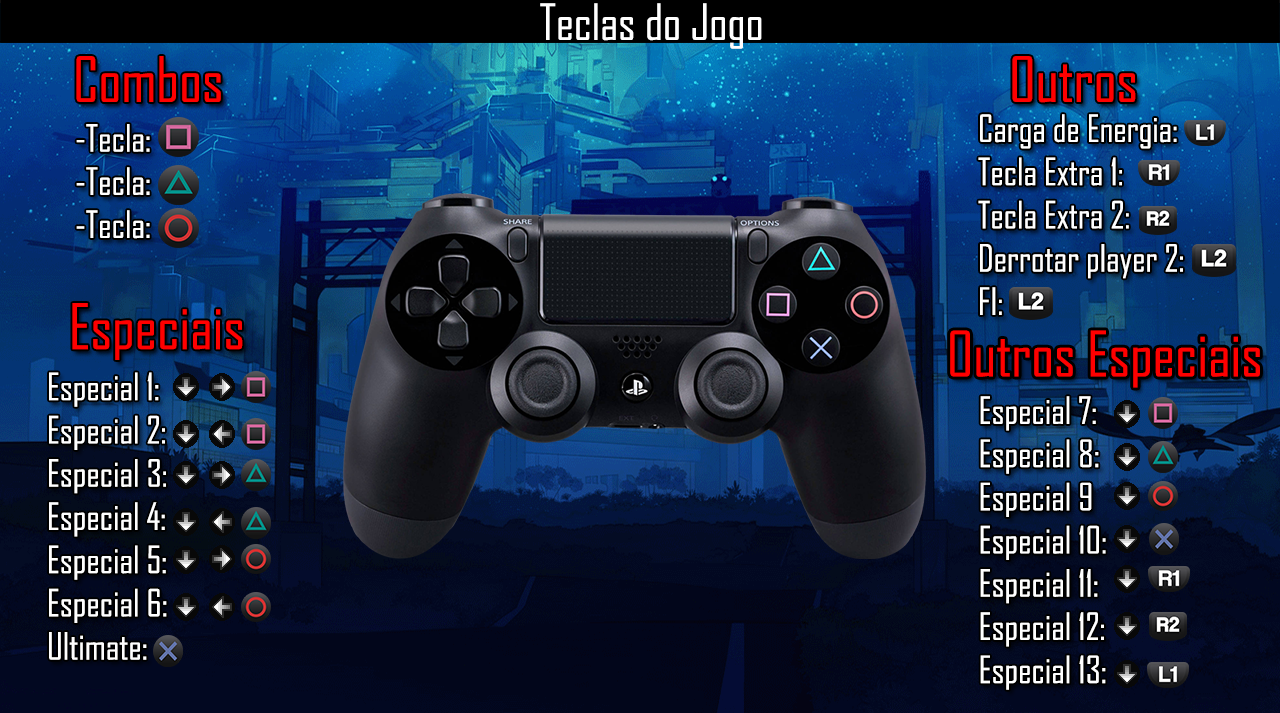 Teclas do Jogo
Combos
-Tecla:
-Tecla:
-Tecla:
Especiais
Especial 1:
Especial 2:
Especial 3:
Especial 4:
Especial 5:
Especial 6:
Ultimate:
SHARE
OPTIONS
Outros
Carga de Energia: L1
Tecla Extra 1: R1
Tecla Extra 2: R2
Derrotar player 2: L2
F1: L2
Outros Especiais
Especial 7:
Especial 8:
Especial 9
Especial 10:
Especial 11: R1
Especial 12: R2
Especial 13: L1